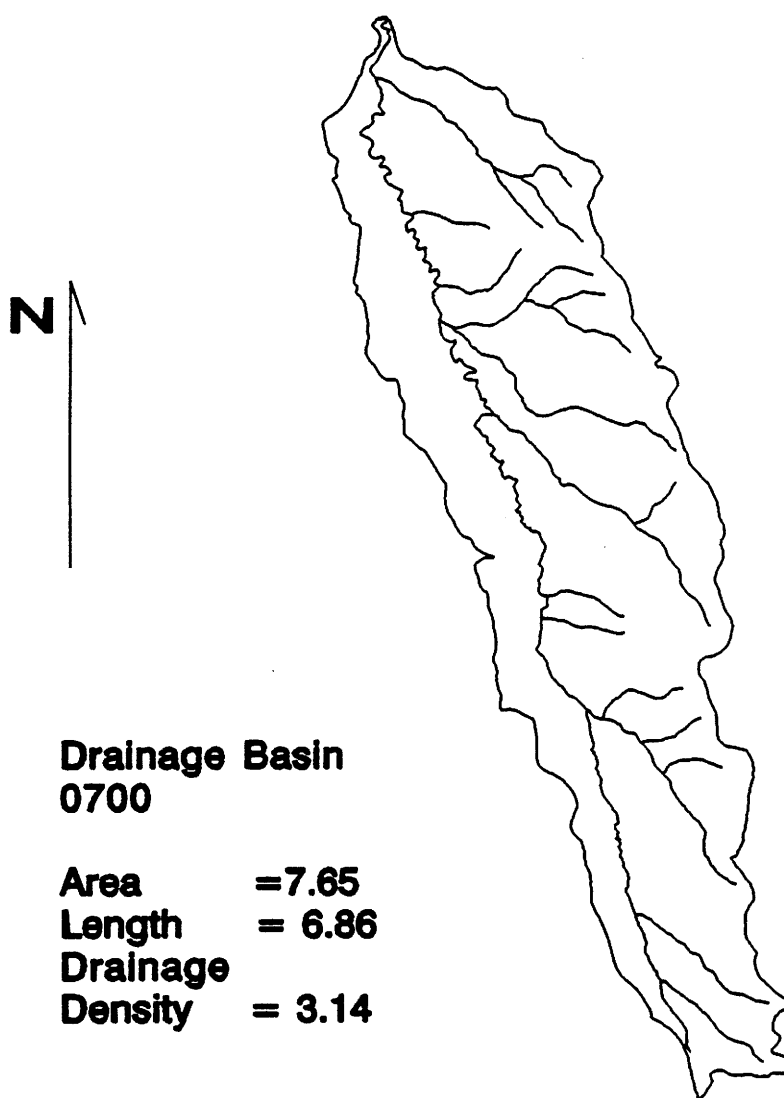 N
Drainage Basin
0700
Area =7.65
Length = 6.86
Drainage
Density = 3.14